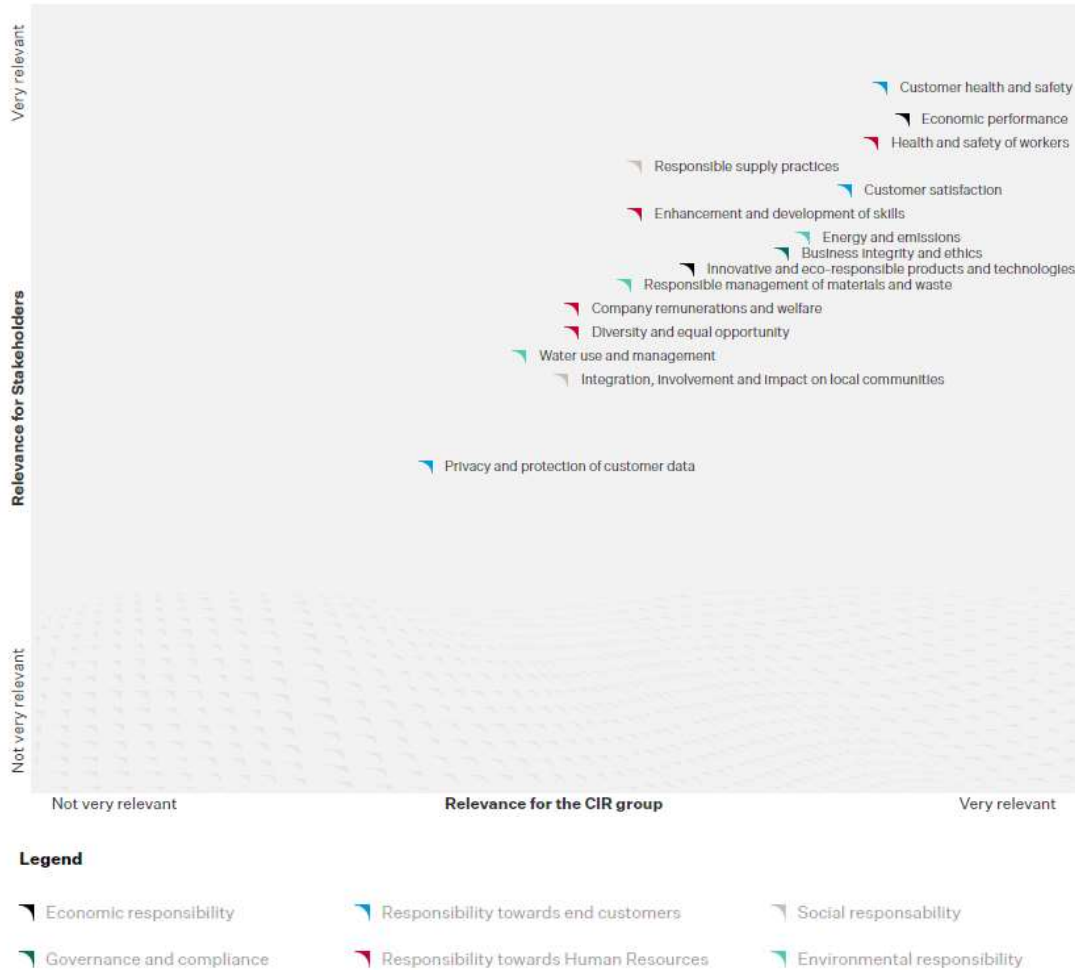 Very relevant
Customer health and safety
Economic performance
Health and safety of workers
Responsible supply practices
Customer satisfaction
Enhancement and development of skills
Energy and emissions
Business integrity and ethics
Innovative and eco-responsible products and technologies
Responsible management of materials and waste
Company remunerations and welfare
Diversity and equal opportunity
Water use and management
Integration, involvement and impact on local communities
Relevance for Stakeholders
Privacy and protection of customer data
Not very relevant
Not very relevant
Relevance for the CIR group
Very relevant
Legend
Economic responsibility
Responsibility towards end customers
Social responsability
Governance and compliance
Responsibility towards Human Resources
Environmental responsibility